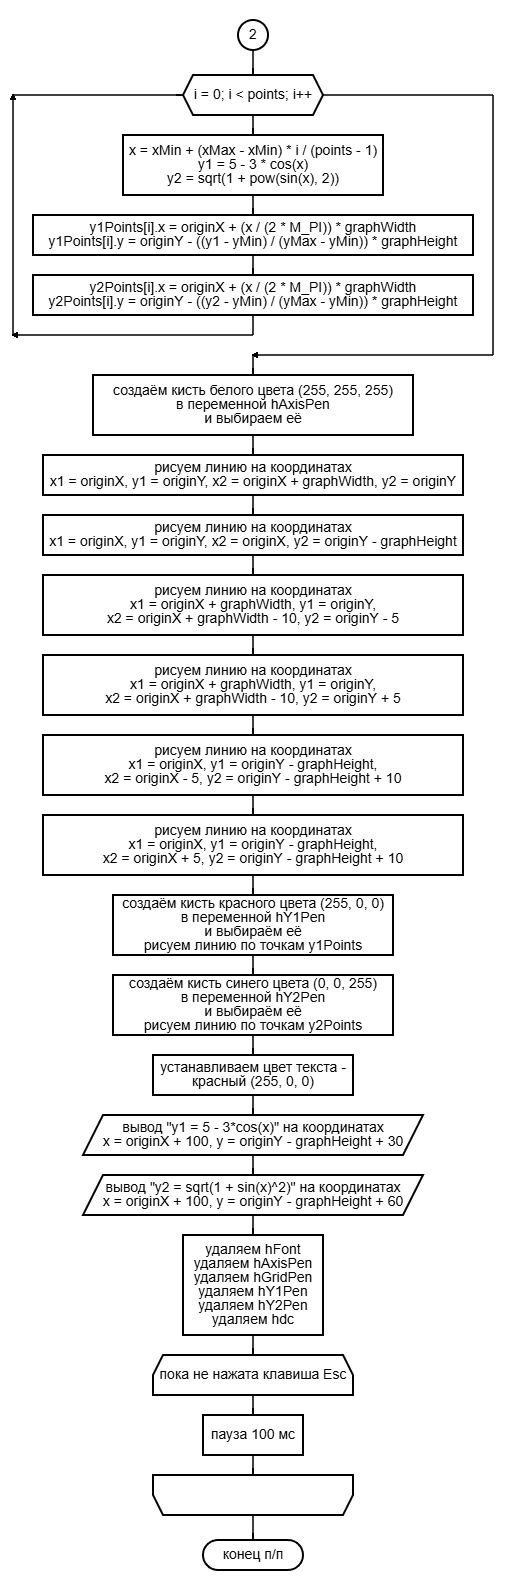 2
i = 0; i < points; i++
x = xMin + (xMax - xMin) * i / (points - 1)
y1 = 5 - 3 * cos(x)
y2 = sqrt(1 + pow(sin(x), 2))
y1Points[i].x = originX + (x / (2 * M_PI)) * graphWidth
y1Points[i].y = originY - ((y1 - yMin) / (yMax - yMin)) * graphHeight
y2Points[i].x = originX + (x / (2 * M_PI)) * graphWidth
y2Points[i].y = originY - ((y2 - yMin) / (yMax - yMin)) * graphHeight
создаём кисть белого цвета (255, 255, 255)
в переменной hAxisPen
и выбираем её
рисуем линию на координатах
x1 = originX, y1 = originY, x2 = originX + graphWidth, y2 = originY
рисуем линию на координатах
x1 = originX, y1 = originY, x2 = originX, y2 = originY - graphHeight
рисуем линию на координатах
x1 = originX + graphWidth, y1 = originY,
x2 = originX + graphWidth - 10, y2 = originY - 5
рисуем линию на координатах
x1 = originX + graphWidth, y1 = originY,
x2 = originX + graphWidth - 10, y2 = originY + 5
рисуем линию на координатах
x1 = originX, y1 = originY - graphHeight,
x2 = originX - 5, y2 = originY - graphHeight + 10
рисуем линию на координатах
x1 = originX, y1 = originY - graphHeight,
x2 = originX + 5, y2 = originY - graphHeight + 10
создаём кисть красного цвета (255, 0, 0)
в переменной hY1Pen
и выбираём её
рисуем линию по точкам y1Points
создаём кисть синего цвета (0, 0, 255)
в переменной hY2Pen
и выбираём её
рисуем линию по точкам y2Points
устанавливаем цвет текста -
красный (255, 0, 0)
вывод "y1 = 5 - 3*cos(x)" на координатах
x = originX + 100, y = originY - graphHeight + 30
вывод "y2 = sqrt(1 + sin(x)^2)" на координатах
x = originX + 100, y = originY - graphHeight + 60
удаляем hFont
удаляем hAxisPen
удаляем hGridPen
удаляем hY1Pen
удаляем hY2Pen
удаляем hdc
пока не нажата клавиша Esc
пауза 100 мс
конец п/п